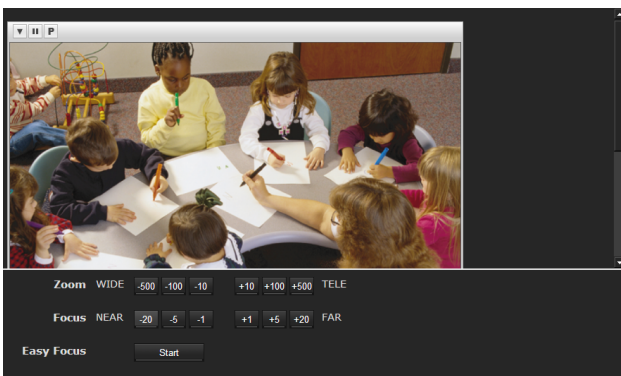 P
Zoom WIDE -500 -100 -10 +10 +100 +500 TELE
Focus NEAR -20 -5 -1 +1 +5 +20 FAR
Easy Focus Start